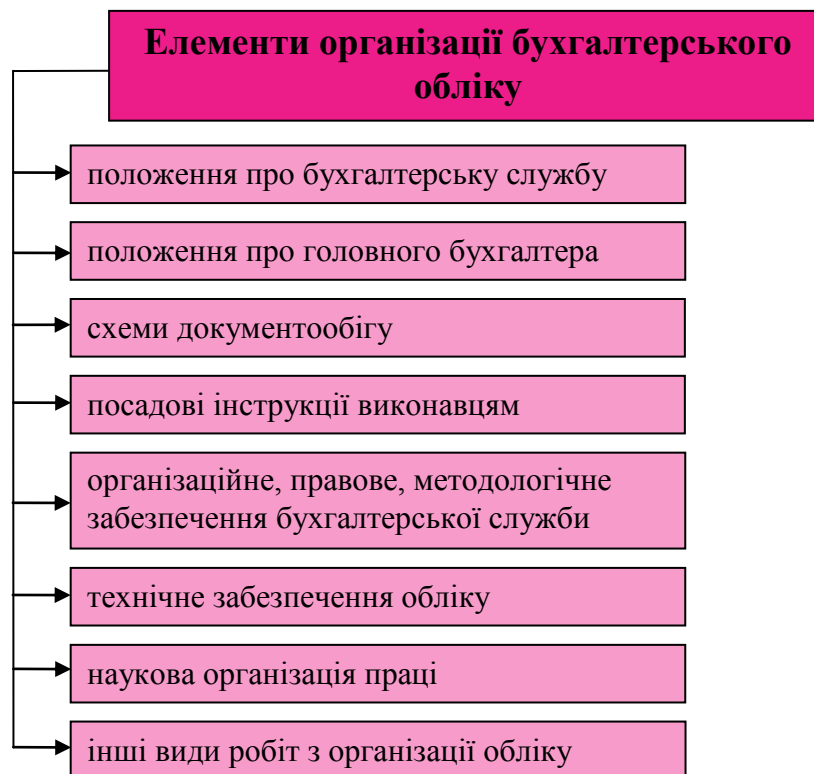 Елементи організації бухгалтерського
обліку
положення про бухгалтерську службу
положення про головного бухгалтера
схеми документообігу
посадові інструкції виконавцям
організаційне, правове, методологічне
забезпечення бухгалтерської служби
технічне забезпечення обліку
наукова організація праці
інші види робіт з організації обліку